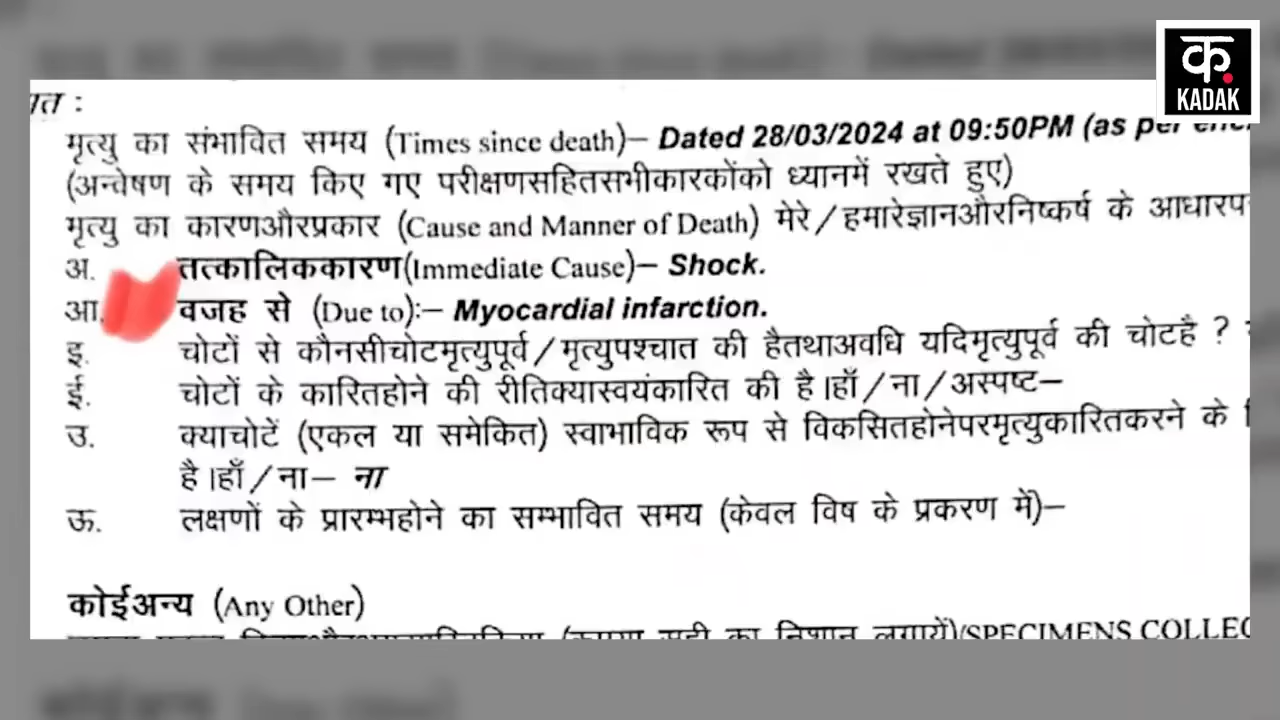 क
KADAK
मृत्यु का संभावित समय (Times since death)– Dated 28/03/2024 at 09:50PM (as per
(अन्वेषण के समय किए गए परीक्षणसहितसभीकारकोंको ध्यानमें रखते हुए)
मृत्यु का कारणऔरप्रकार (Cause and Manner of Death) मेरे/हमारेज्ञानऔरनिष्कर्ष के
अ. तत्कालिककारण(Immediate Cause)– Shock.
आ. वजह से (Due to):– Myocardial infarction.
इ. चोटों से कौनसीचोटमृत्युपूर्व/मृत्युपश्चात की हैतथाअवधि यदिमृत्युपूर्व की चोटहै ?
ई. चोटों के कारितहोने की रीतिक्यास्वयंकारित की है।हाँ/ना/अस्पष्ट–
उ. क्याचोटें (एकल या समेकित) स्वाभाविक रूप से विकसितहोनेपरमृत्युकारितकरने के
है।हाँ/ना– ना
ऊ. लक्षणों के प्रारम्भहोने का सम्भावित समय (केवल विष के प्रकरण में)–
कोईअन्य (Any Other)